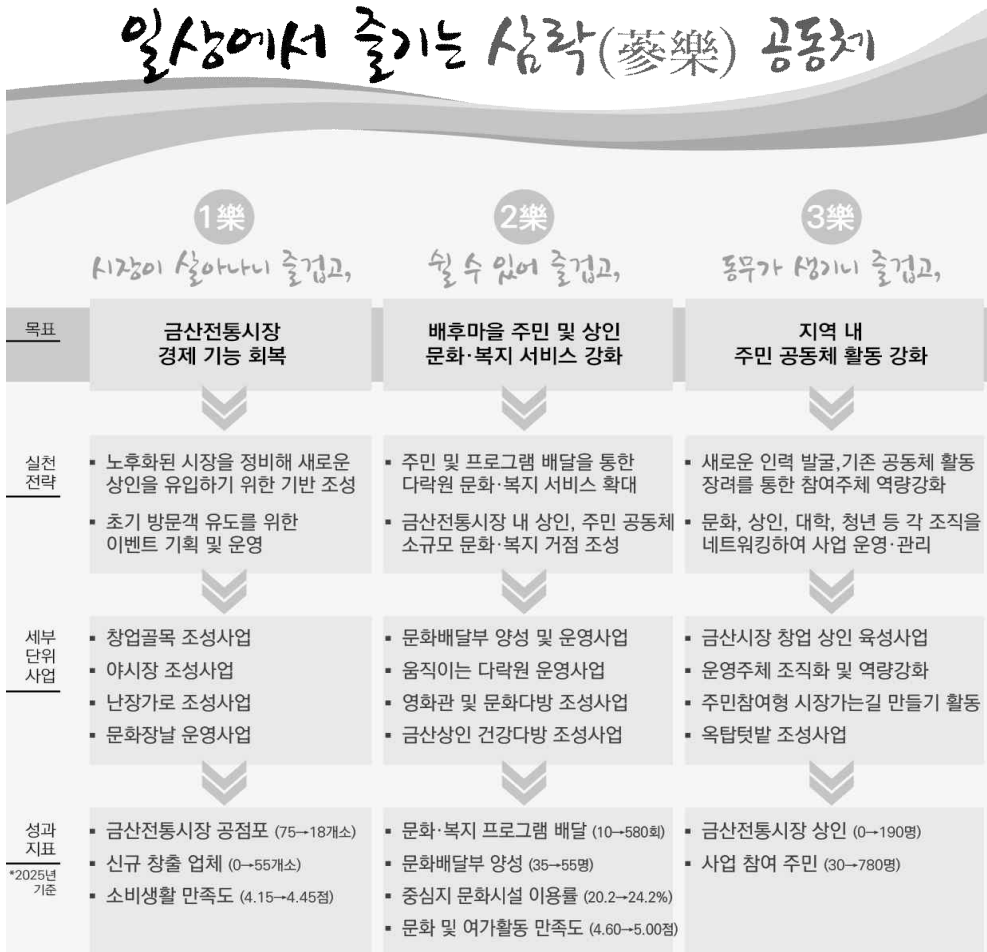 일상에서 즐기는 삼락(蔘樂) 공동체
1樂
시장이 살아나니 즐겁고,
2樂
쉴 수 있어 즐겁고,
3樂
동무가 생기니 즐겁고,
목표
금산전통시장
경제 기능 회복
배후마을 주민 및 상인
문화·복지 서비스 강화
지역 내
주민 공동체 활동 강화
실천
전략
▪ 노후화된 시장을 정비해 새로운
상인을 유입하기 위한 기반 조성
▪ 초기 방문객 유도를 위한
이벤트 기획 및 운영
▪ 주민 및 프로그램 배달을 통한
다락원 문화·복지 서비스 확대
▪ 금산전통시장 내 상인, 주민 공동체
소규모 문화·복지 거점 조성
▪ 새로운 인력 발굴,기존 공동체 활동
장려를 통한 참여주체 역량강화
▪ 문화, 상인, 대학, 청년 등 각 조직을
네트워킹하여 사업 운영·관리
세부
단위
사업
▪ 창업골목 조성사업
▪ 야시장 조성사업
▪ 난장가로 조성사업
▪ 문화장날 운영사업
▪ 문화배달부 양성 및 운영사업
▪ 움직이는 다락원 운영사업
▪ 영화관 및 문화다방 조성사업
▪ 금산상인 건강다방 조성사업
▪ 금산시장 창업 상인 육성사업
▪ 운영주체 조직화 및 역량강화
▪ 주민참여형 시장가는길 만들기 활동
▪ 옥탑텃밭 조성사업
성과
지표
*2025년
기준
▪ 금산전통시장 공점포 (75→18개소)
▪ 신규 창출 업체 (0→55개소)
▪ 소비생활 만족도 (4.15→4.45점)
▪ 문화·복지 프로그램 배달 (10→580회)
▪ 문화배달부 양성 (35→55명)
▪ 중심지 문화시설 이용률 (20.2→24.2%)
▪ 문화 및 여가활동 만족도 (4.60→5.00점)
▪ 금산전통시장 상인 (0→190명)
▪ 사업 참여 주민 (30→780명)